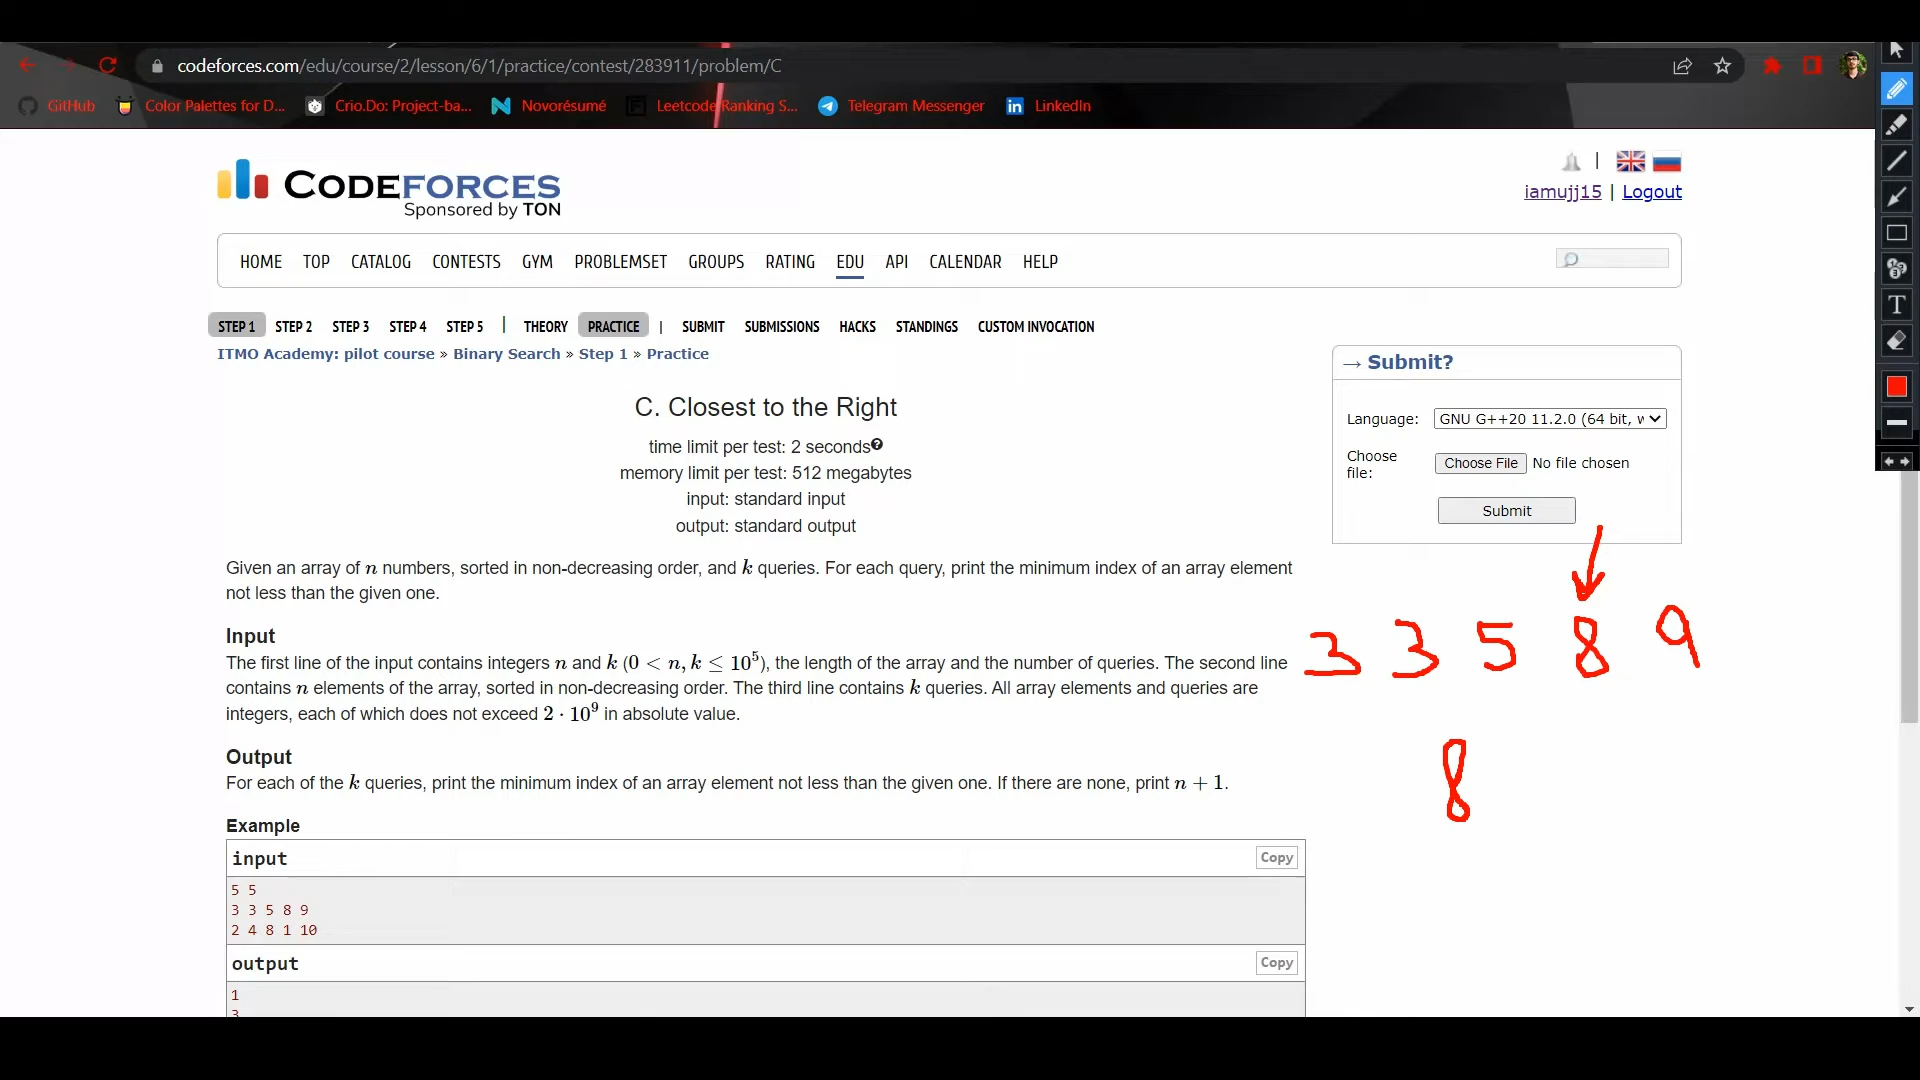 codeforces.com/edu/course/2/lesson/6/1/practice/contest/283911/problem/C
GitHub Color Palettes for D... Crio.Do: Project-ba... Novorésumé Leetcode Ranking S... Telegram Messenger LinkedIn
CODEFORCES
Sponsored by TON
|
iamujj15 | Logout
HOME TOP CATALOG CONTESTS GYM PROBLEMSET GROUPS RATING EDU API CALENDAR HELP
STEP 1 STEP 2 STEP 3 STEP 4 STEP 5 | THEORY PRACTICE | SUBMIT SUBMISSIONS HACKS STANDINGS CUSTOM INVOCATION
ITMO Academy: pilot course » Binary Search » Step 1 » Practice
→ Submit?
Language: GNU G++20 11.2.0 (64 bit, w
Choose file: Choose File No file chosen
Submit
C. Closest to the Right
time limit per test: 2 seconds
memory limit per test: 512 megabytes
input: standard input
output: standard output
Given an array of n numbers, sorted in non-decreasing order, and k queries. For each query, print the minimum index of an array element
not less than the given one.
Input
The first line of the input contains integers n and k (0 < n, k ≤ 10⁵), the length of the array and the number of queries. The second line
contains n elements of the array, sorted in non-decreasing order. The third line contains k queries. All array elements and queries are
integers, each of which does not exceed 2 · 10⁹ in absolute value.
3 3 5 8 9
8
Output
For each of the k queries, print the minimum index of an array element not less than the given one. If there are none, print n + 1.
Example
input Copy
5 5
3 3 5 8 9
2 4 8 1 10
output Copy
1
3